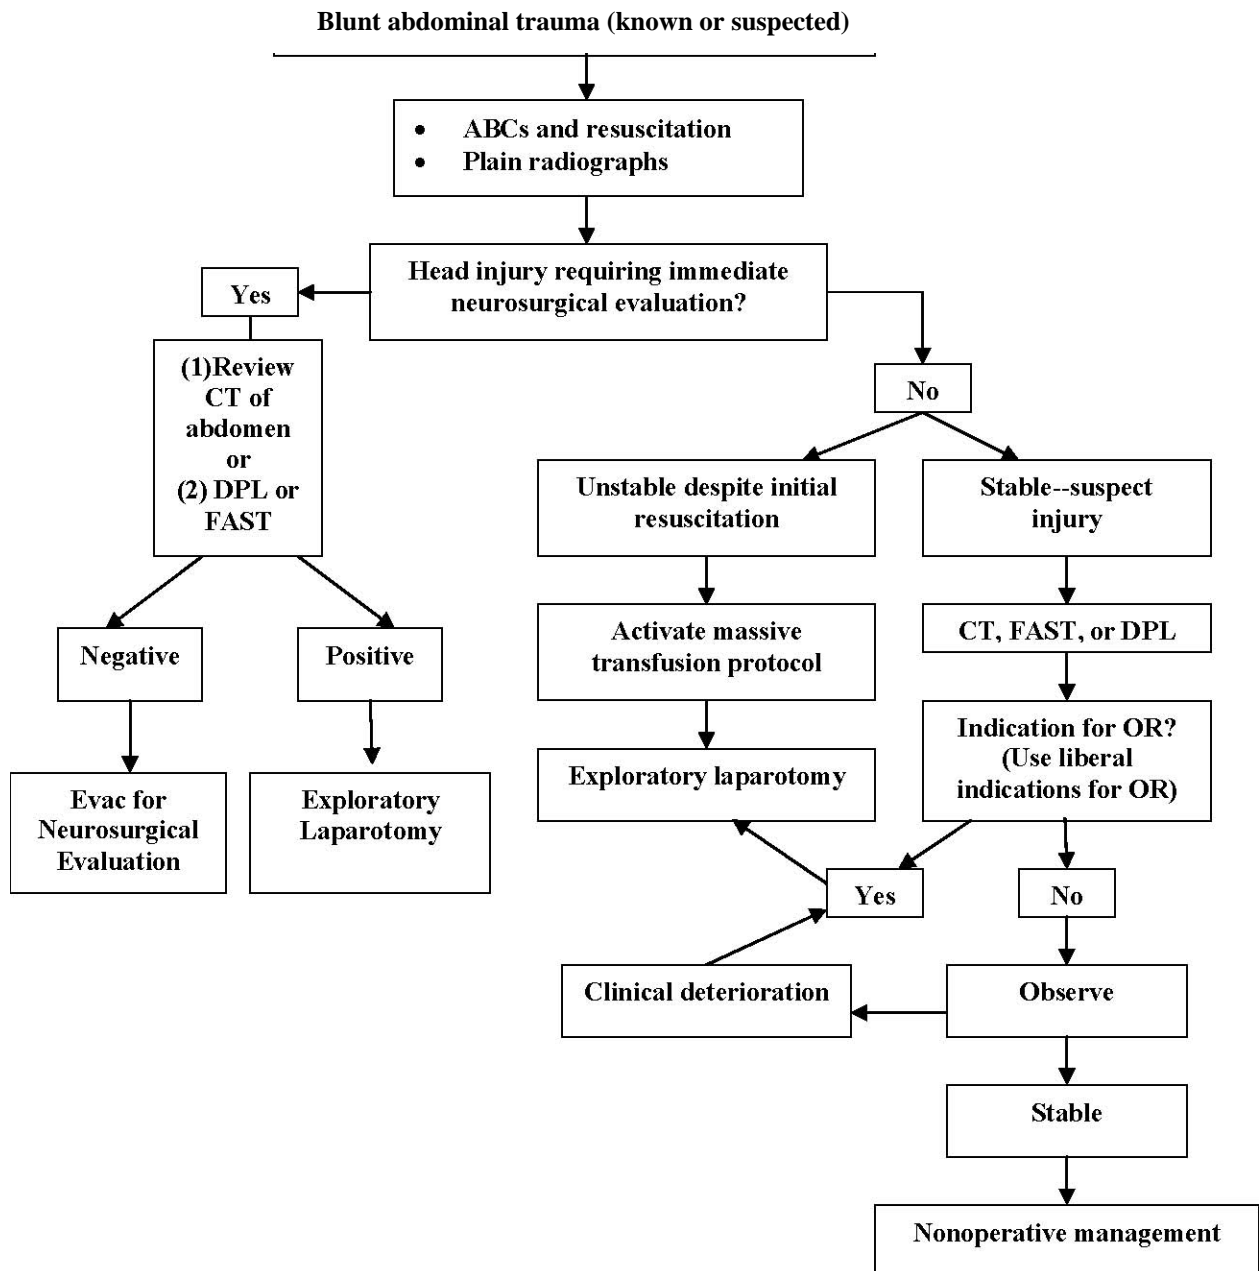 Blunt abdominal trauma (known or suspected)
• ABCs and resuscitation
• Plain radiographs
Head injury requiring immediate
neurosurgical evaluation?
Yes
(1)Review
CT of
abdomen
or
(2) DPL or
FAST
Negative
Positive
Evac for
Neurosurgical
Evaluation
Exploratory
Laparotomy
No
Unstable despite initial
resuscitation
Activate massive
transfusion protocol
Exploratory laparotomy
Stable--suspect
injury
CT, FAST, or DPL
Indication for OR?
(Use liberal
indications for OR)
Yes
No
Clinical deterioration
Observe
Stable
Nonoperative management